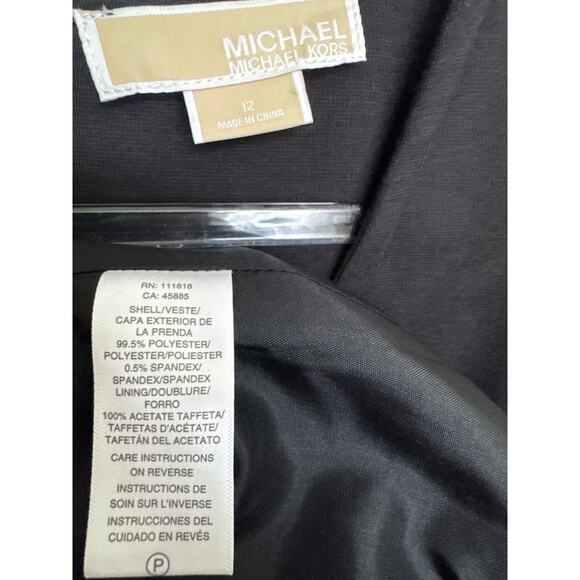 MICHAEL
MICHAEL KORS
12
MADE IN CHINA
RN: 111818
CA: 45885
SHELL/VESTE/
CAPA EXTERIOR DE
LA PRENDA
99.5% POLYESTER/
POLYESTER/POLIESTER
0.5% SPANDEX/
SPANDEX/SPANDEX
LINING/DOUBLURE/
FORRO
100% ACETATE TAFFETA/
TAFFETAS D'ACÉTATE/
TAFETÁN DEL ACETATO
CARE INSTRUCTIONS
ON REVERSE
INSTRUCTIONS DE
SOIN SUR L'INVERSE
INSTRUCCIONES DEL
CUIDADO EN REVÉS
P